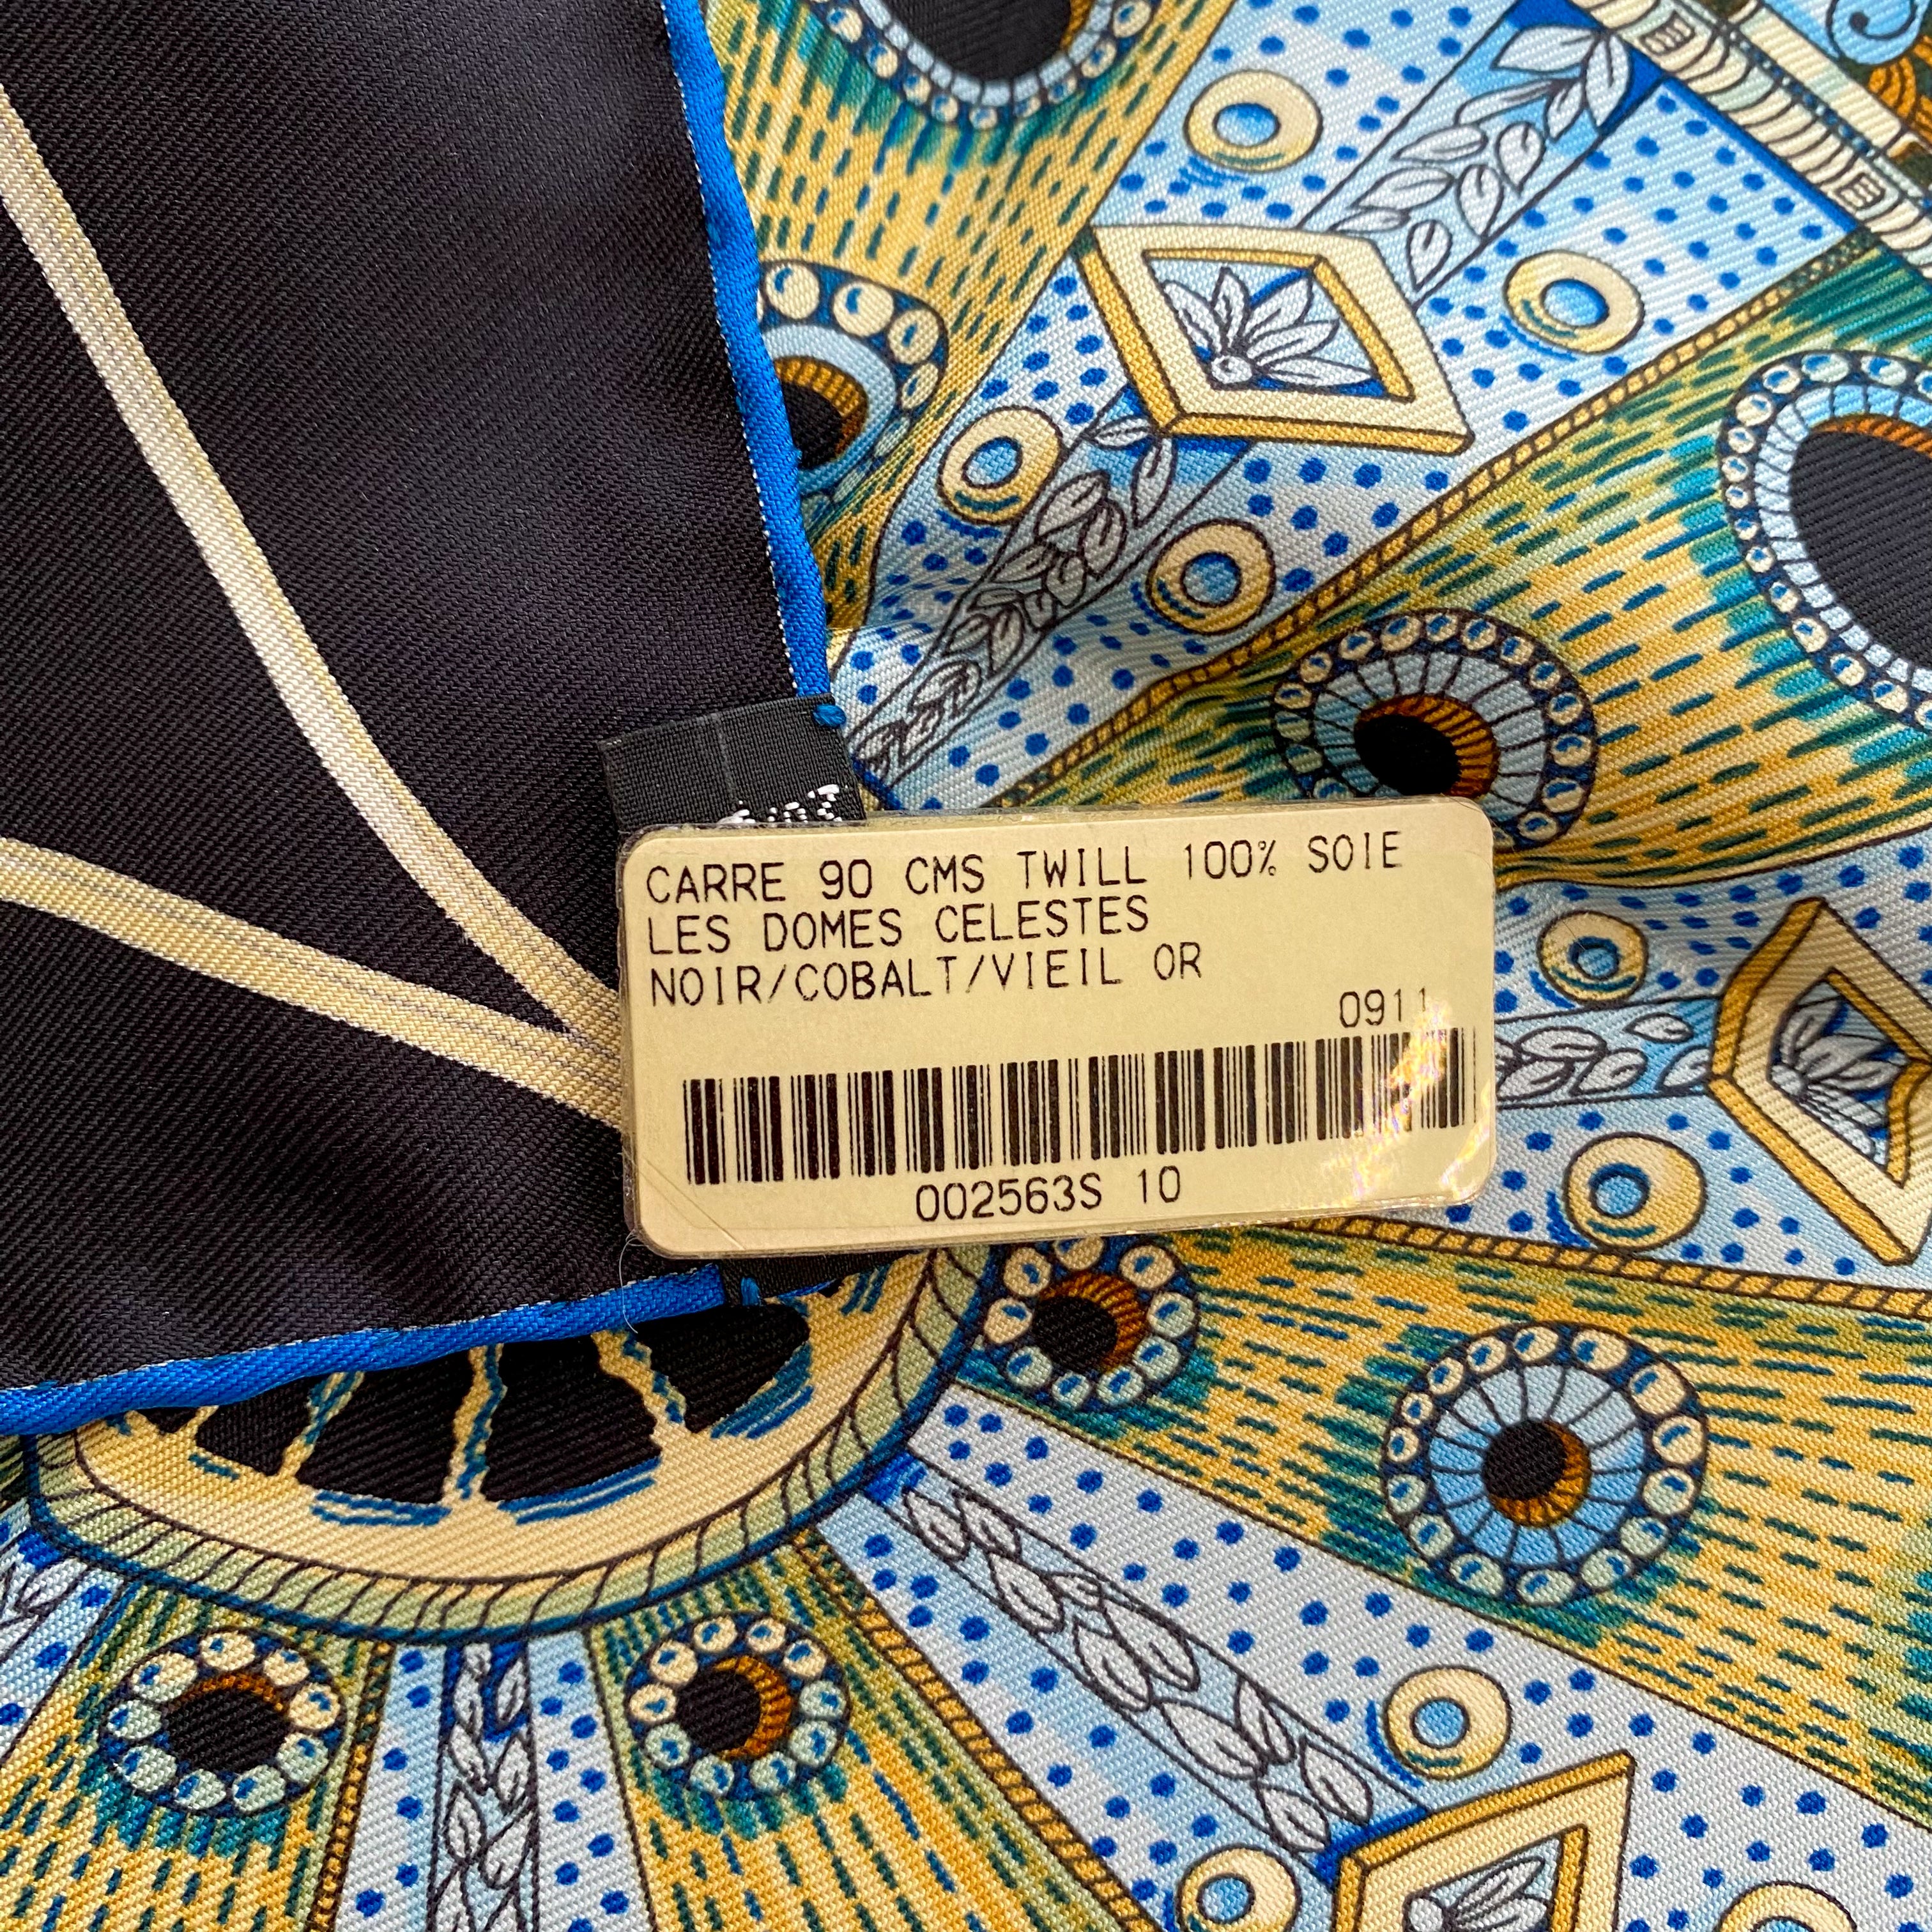 CARRE 90 CMS TWILL 100% SOIE
LES DOMES CELESTES
NOIR/COBALT/VIEIL OR
0911
002563S 10